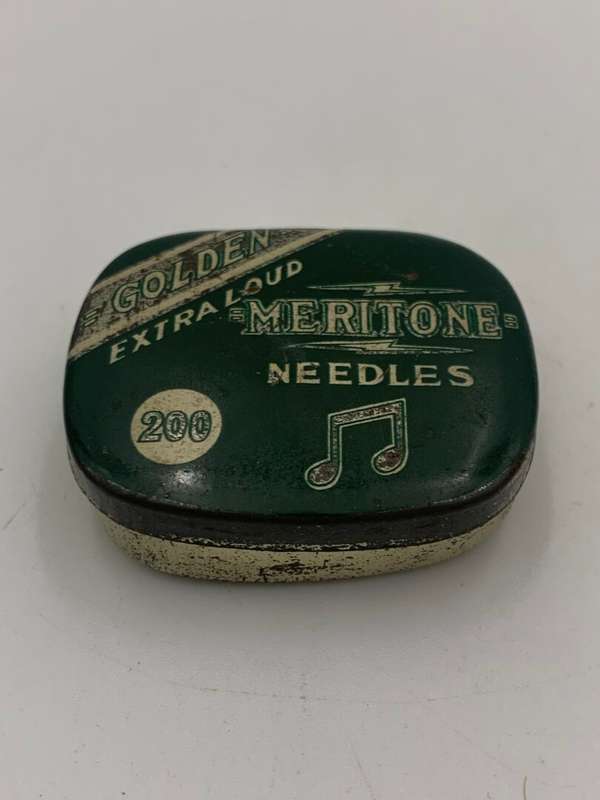 GOLDEN
EXTRA LOUD
MERITONE
NEEDLES
200